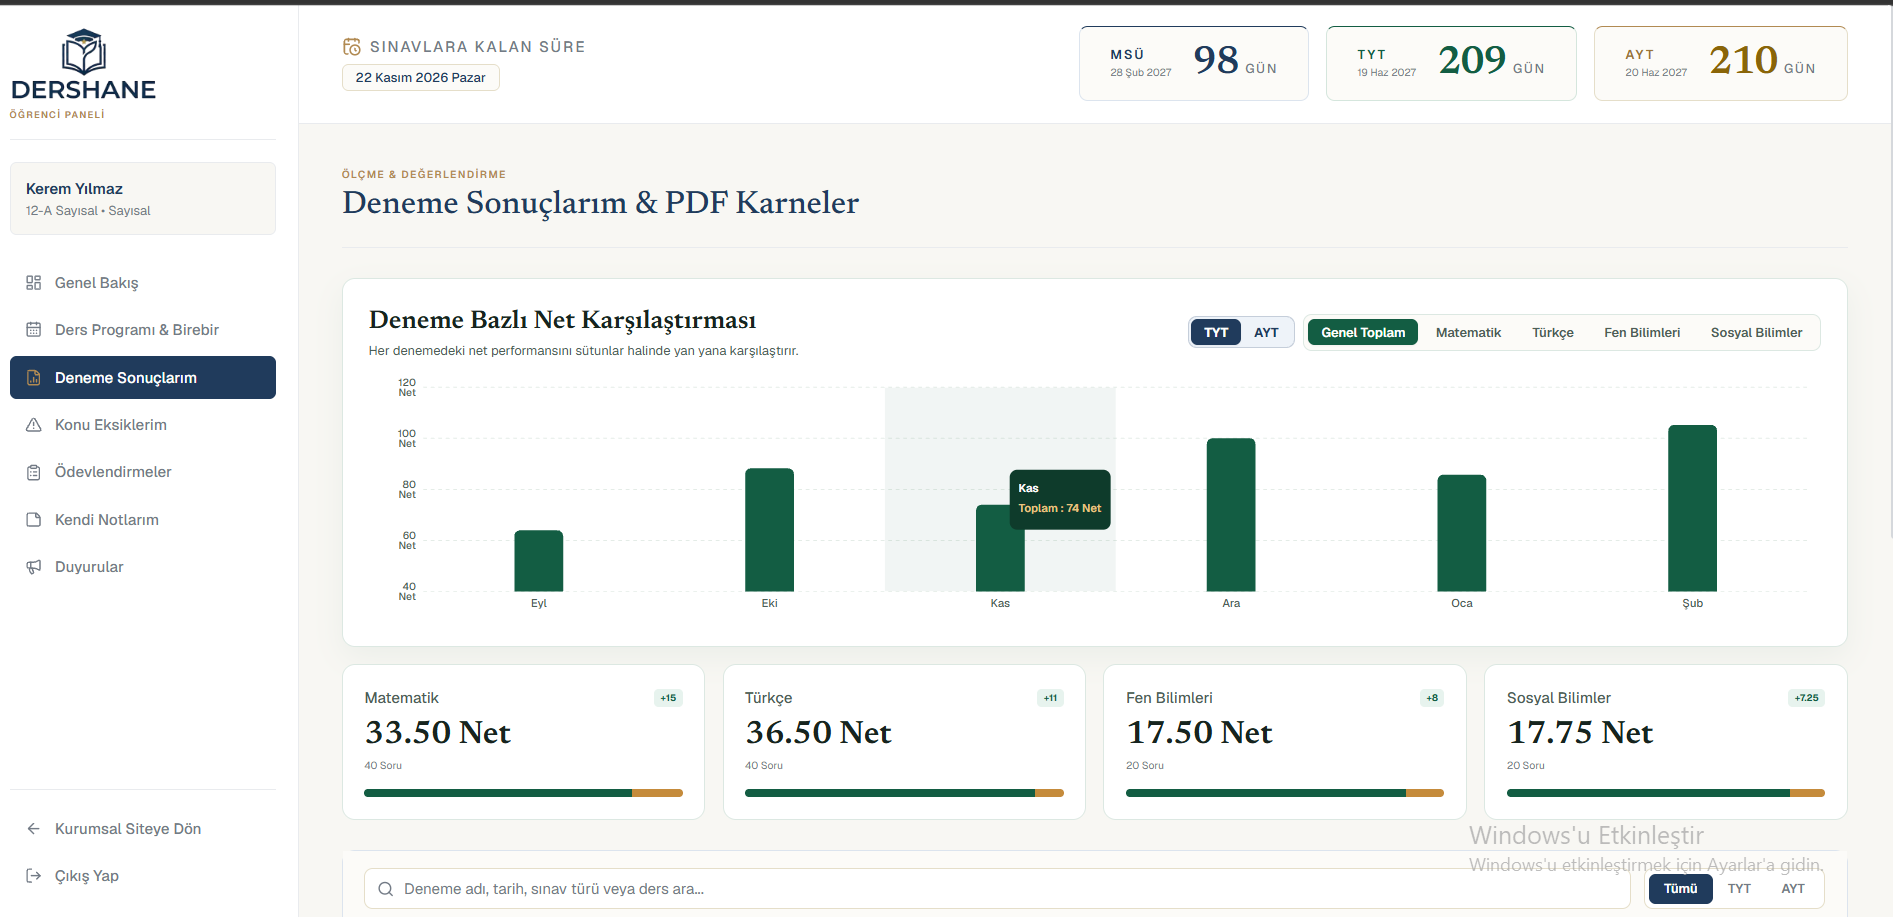 DERSHANE
ÖĞRENCİ PANELİ
Kerem Yılmaz
12-A Sayısal • Sayısal
Genel Bakış
Ders Programı & Birebir
Deneme Sonuçlarım
Konu Eksiklerim
Ödevlendirmeler
Kendi Notlarım
Duyurular
Kurumsal Siteye Dön
Çıkış Yap
SINAVLARA KALAN SÜRE
22 Kasım 2026 Pazar
MSÜ
28 Şub 2027
98 GÜN
TYT
19 Haz 2027
209 GÜN
AYT
20 Haz 2027
210 GÜN
ÖLÇME & DEĞERLENDİRME
Deneme Sonuçlarım & PDF Karneler
Deneme Bazlı Net Karşılaştırması
Her denemedeki net performansını sütunlar halinde yan yana karşılaştırır.
TYT AYT
Genel Toplam Matematik Türkçe Fen Bilimleri Sosyal Bilimler
120
Net
100
Net
80
Net
60
Net
40
Net
Kas
Toplam : 74 Net
Eyl Eki Kas Ara Oca Şub
Matematik +15
33.50 Net
40 Soru
Türkçe +11
36.50 Net
40 Soru
Fen Bilimleri +8
17.50 Net
20 Soru
Sosyal Bilimler +7.25
17.75 Net
20 Soru
Windows'u Etkinleştir
Windows'u etkinleştirmek için Ayarlar'a gidin.
Deneme adı, tarih, sınav türü veya ders ara...
Tümü TYT AYT